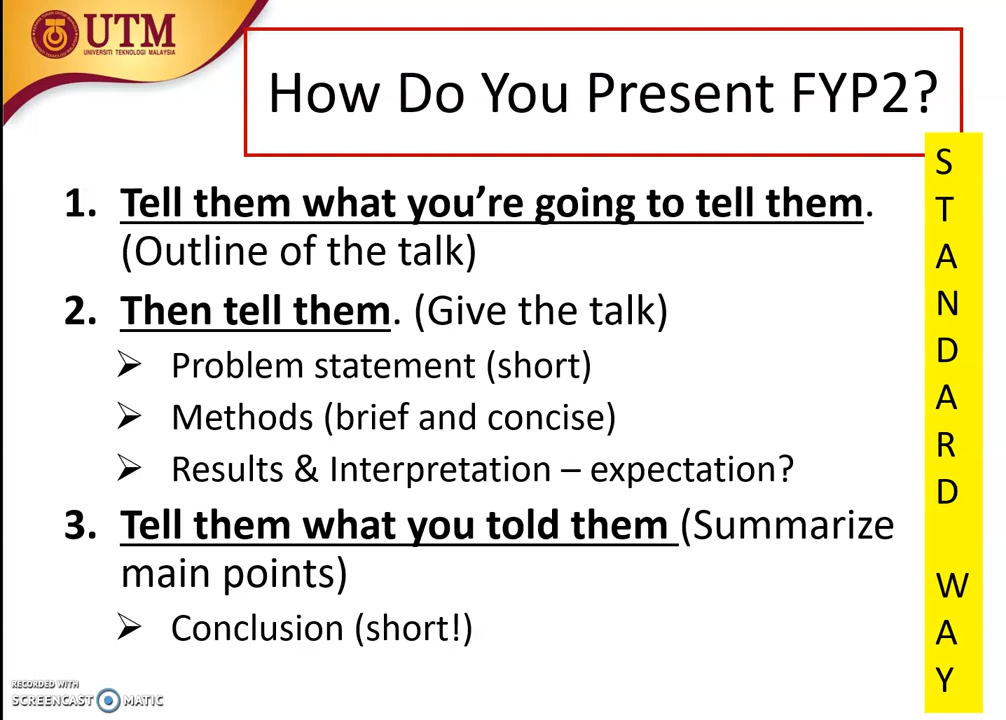 UTM
UNIVERSITI TEKNOLOGI MALAYSIA
How Do You Present FYP2?
1. Tell them what you're going to tell them.
(Outline of the talk)
2. Then tell them. (Give the talk)
➢ Problem statement (short)
➢ Methods (brief and concise)
➢ Results & Interpretation – expectation?
3. Tell them what you told them (Summarize
main points)
➢ Conclusion (short!)
S
T
A
N
D
A
R
D
W
A
Y
RECORDED WITH
SCREENCAST MATIC